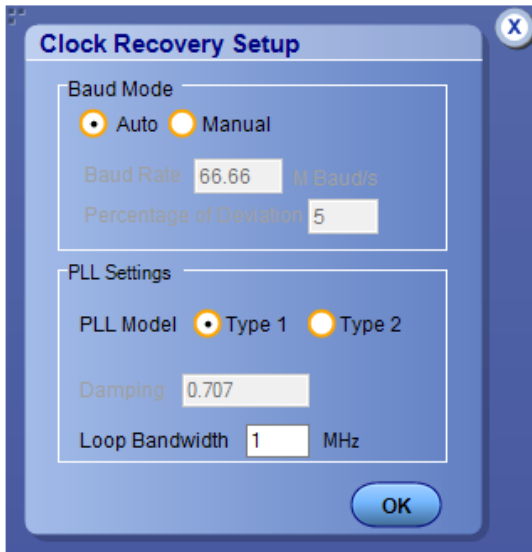 X
Clock Recovery Setup
Baud Mode
Auto Manual
Baud Rate 66.66 M Baud/s
Percentage of Deviation 5
PLL Settings
PLL Model Type 1 Type 2
Damping 0.707
Loop Bandwidth 1 MHz
OK